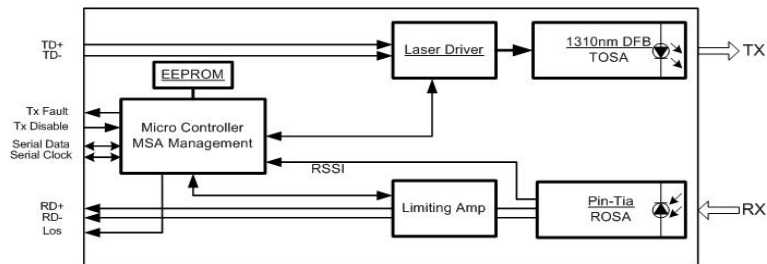 TD+
TD-
Laser Driver
1310nm DFB
TOSA
TX
EEPROM
Tx Fault
Tx Disable
Serial Data
Serial Clock
Micro Controller
MSA Management
RSSI
RD+
RD-
Los
Limiting Amp
Pin-Tia
ROSA
RX